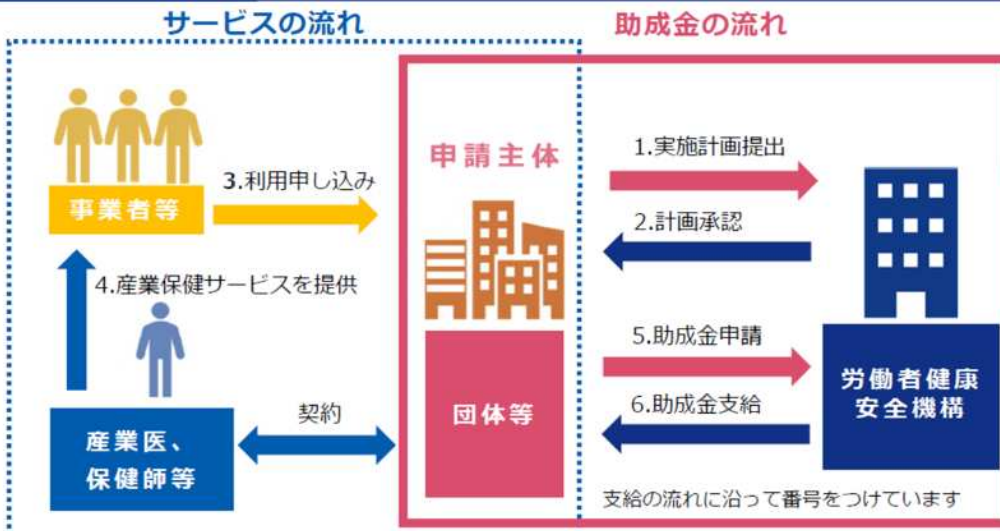 サービスの流れ
助成金の流れ
事業者等
3.利用申し込み
4.産業保健サービスを提供
産業医、
保健師等
契約
申請主体
団体等
1.実施計画提出
2.計画承認
5.助成金申請
6.助成金支給
労働者健康
安全機構
支給の流れに沿って番号をつけています